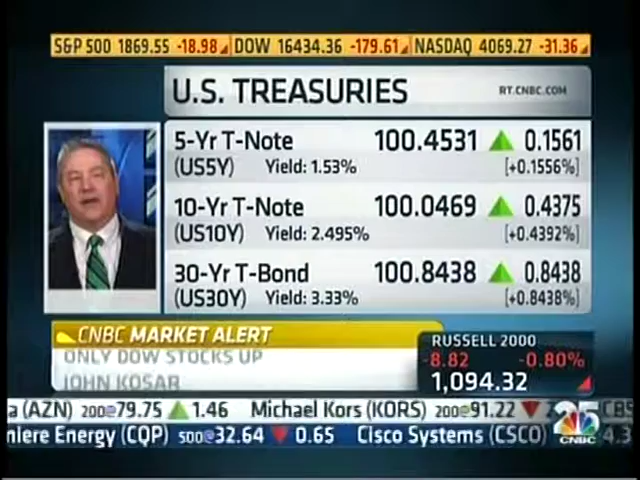 S&P 500 1869.55 -18.98 DOW 16434.36 -179.61 NASDAQ 4069.27 -31.36
U.S. TREASURIES RT.CNBC.COM
5-Yr T-Note 100.4531 0.1561
(US5Y) Yield: 1.53% [+0.1556%]
10-Yr T-Note 100.0469 0.4375
(US10Y) Yield: 2.495% [+0.4392%]
30-Yr T-Bond 100.8438 0.8438
(US30Y) Yield: 3.33% [+0.8438%]
CNBC MARKET ALERT
ONLY DOW STOCKS UP
JOHN KOSAR
RUSSELL 2000
-8.82 -0.80%
1,094.32
a (AZN) 200@79.75 1.46 Michael Kors (KORS) 200@91.22 CBS
niere Energy (CQP) 500@32.64 0.65 Cisco Systems (CSCO) 4.3
25
CNBC